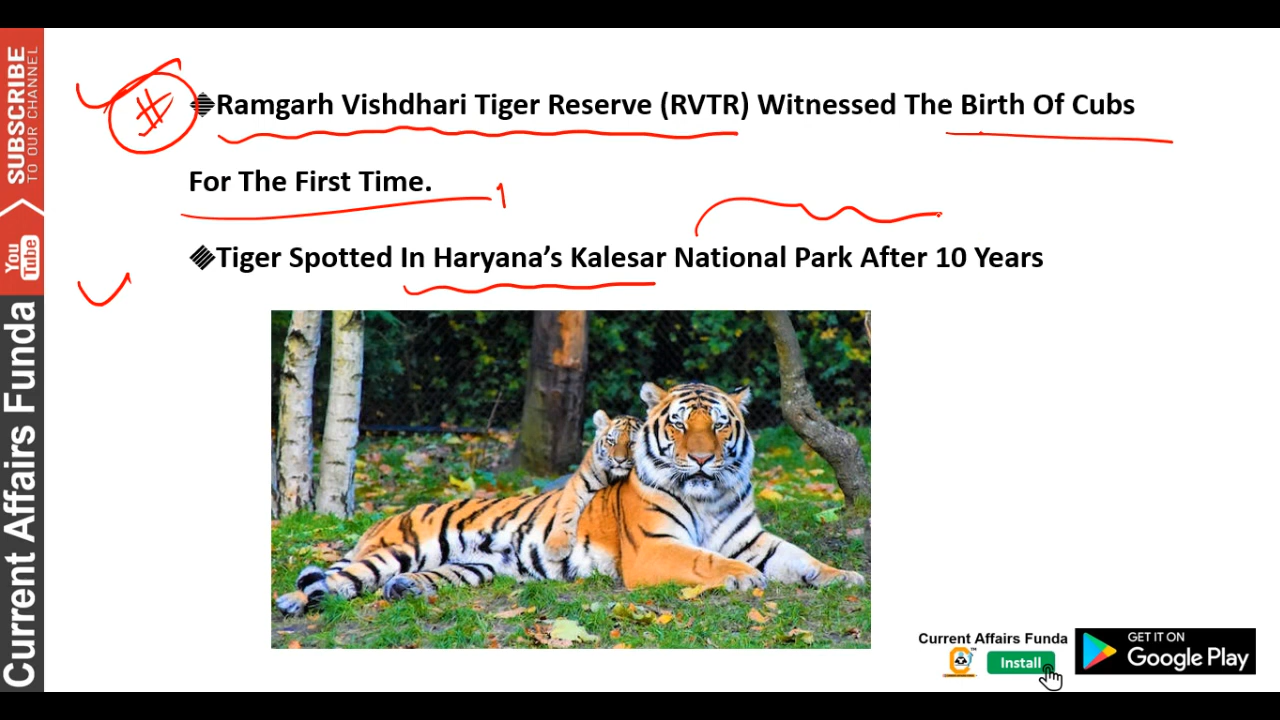 SUBSCRIBE
TO OUR CHANNEL
You
Tube
Current Affairs Funda
#
Ramgarh Vishdhari Tiger Reserve (RVTR) Witnessed The Birth Of Cubs
For The First Time.
Tiger Spotted In Haryana’s Kalesar National Park After 10 Years
Current Affairs Funda
Install
GET IT ON
Google Play